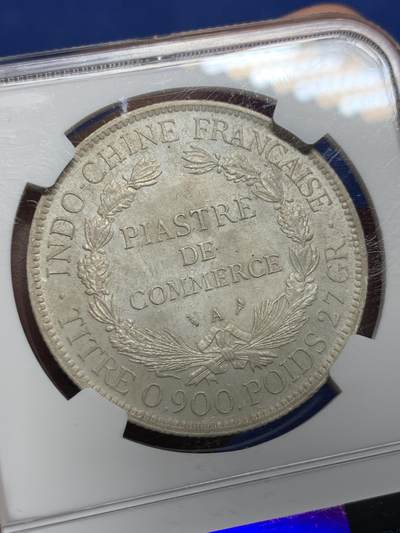 INDO-CHINE FRANÇAISE
PIASTRE
DE
COMMERCE
A
TITRE 0.900. POIDS 27 GR.